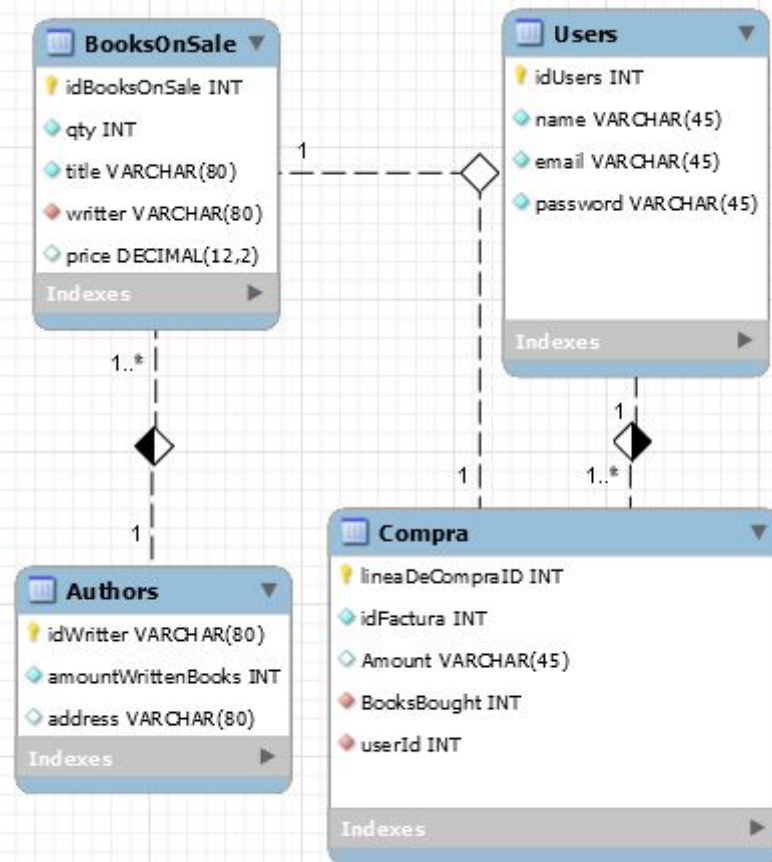 BooksOnSale
idBooksOnSale INT
qty INT
title VARCHAR(80)
writter VARCHAR(80)
price DECIMAL(12,2)
Indexes
Users
idUsers INT
name VARCHAR(45)
email VARCHAR(45)
password VARCHAR(45)
Indexes
1
1..*
1
1
1..*
1
1
Authors
idWritter VARCHAR(80)
amountWrittenBooks INT
address VARCHAR(80)
Indexes
Compra
lineaDeCompraID INT
idFactura INT
Amount VARCHAR(45)
BooksBought INT
userId INT
Indexes